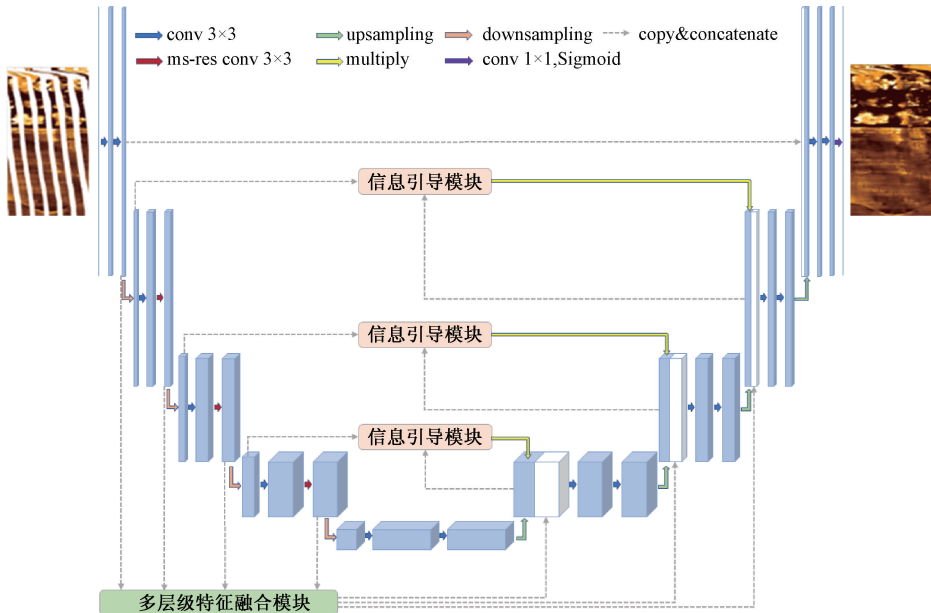 conv 3×3 upsampling downsampling copy&concatenate
ms-res conv 3×3 multiply conv 1×1,Sigmoid
信息引导模块
信息引导模块
信息引导模块
多层级特征融合模块